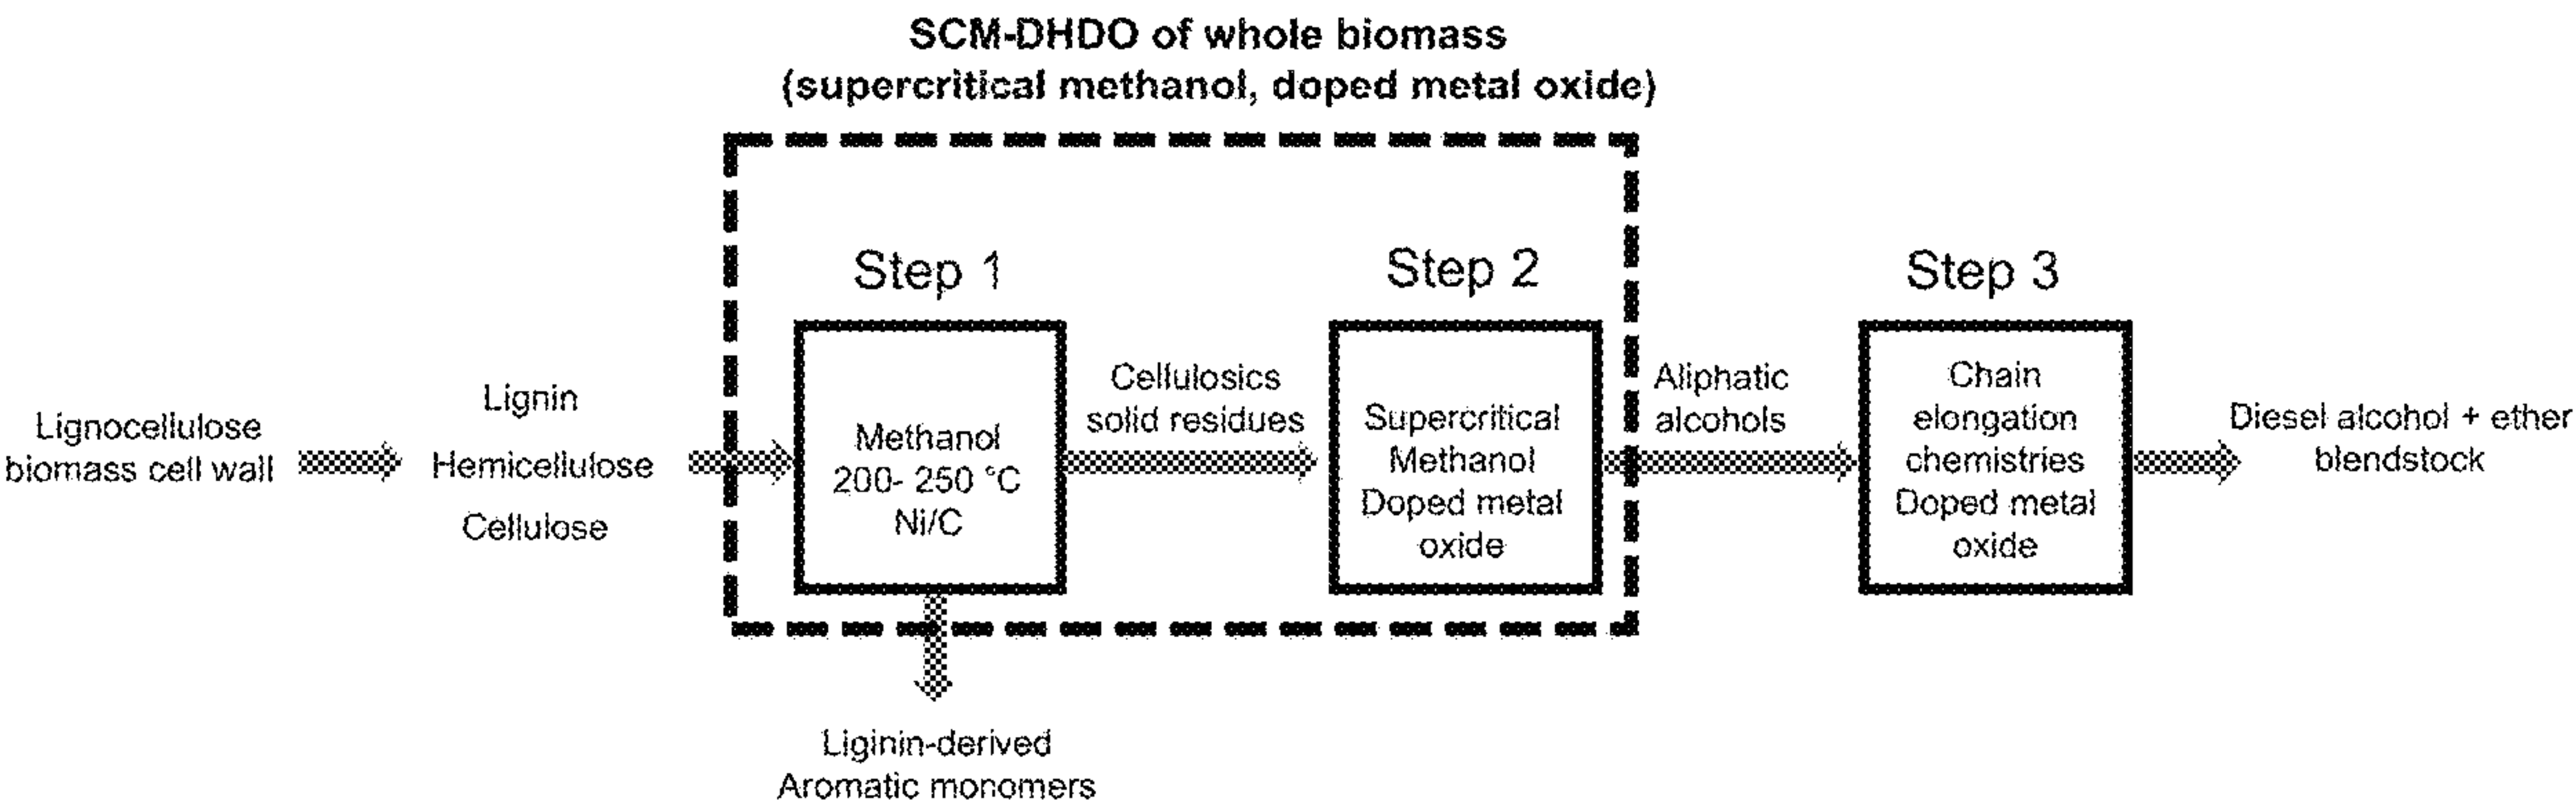 SCM-DHDO of whole biomass
(supercritical methanol, doped metal oxide)
Step 1
Step 2
Step 3
Lignocellulose
biomass cell wall
Lignin
Hemicellulose
Cellulose
Methanol
200- 250 °C
Ni/C
Cellulosics
solid residues
Supercritical
Methanol
Doped metal
oxide
Aliphatic
alcohols
Chain
elongation
chemistries
Doped metal
oxide
Diesel alcohol + ether
blendstock
Liginin-derived
Aromatic monomers